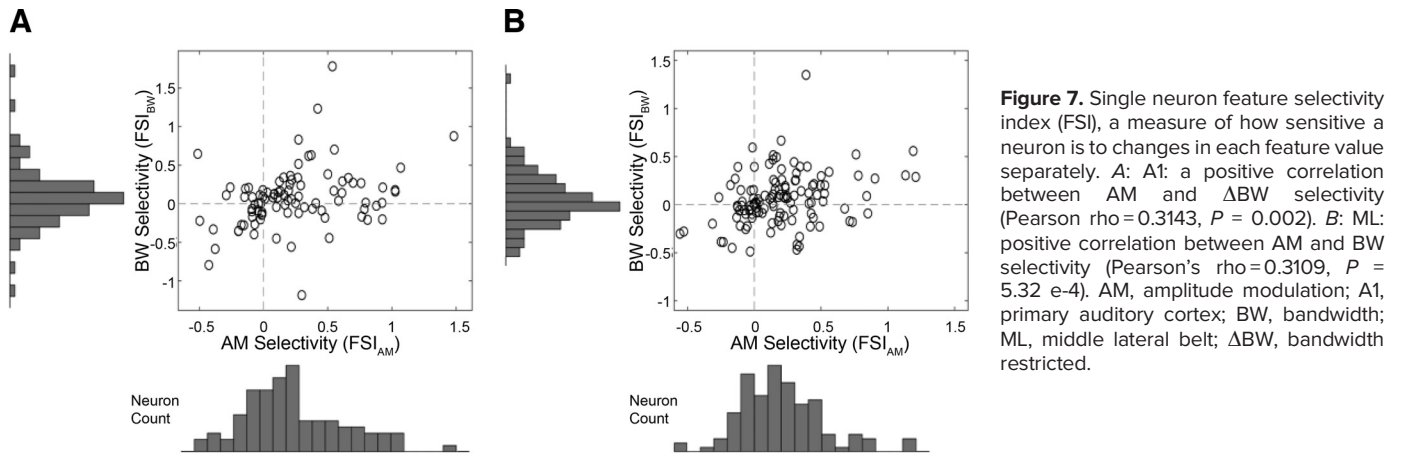 A
BW Selectivity (FSI_BW)
1.5
1
0.5
0
-0.5
-1
-0.5
0
0.5
1
1.5
AM Selectivity (FSI_AM)
Neuron
Count
B
BW Selectivity (FSI_BW)
1.5
1
0.5
0
-0.5
-1
-0.5
0
0.5
1
1.5
AM Selectivity (FSI_AM)
Neuron
Count
Figure 7. Single neuron feature selectivity
index (FSI), a measure of how sensitive a
neuron is to changes in each feature value
separately. A: A1: a positive correlation
between AM and ΔBW selectivity
(Pearson rho = 0.3143, P = 0.002). B: ML:
positive correlation between AM and BW
selectivity (Pearson's rho = 0.3109, P =
5.32 e-4). AM, amplitude modulation; A1,
primary auditory cortex; BW, bandwidth;
ML, middle lateral belt; ΔBW, bandwidth
restricted.